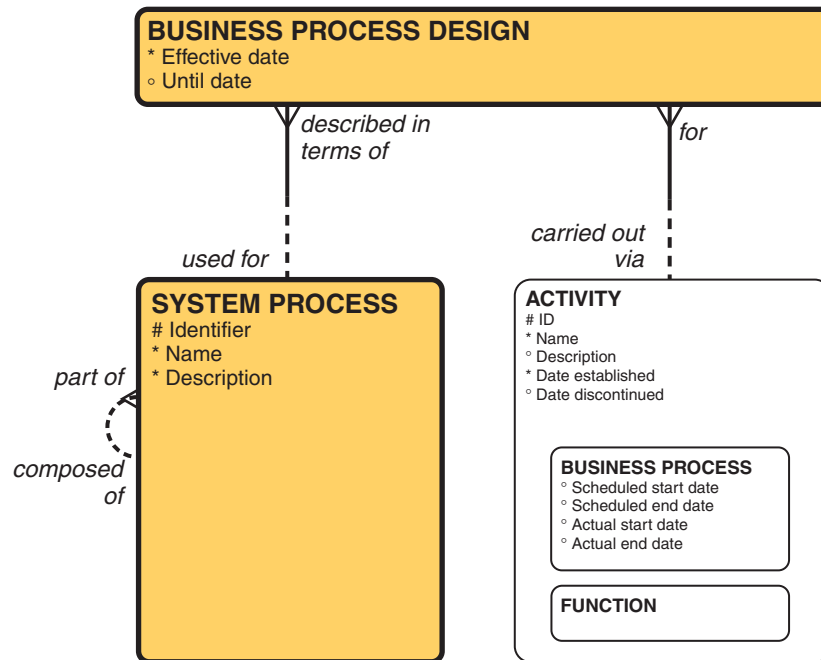 BUSINESS PROCESS DESIGN
* Effective date
○ Until date
described in
terms of
for
used for
carried out
via
SYSTEM PROCESS
# Identifier
* Name
* Description
part of
composed
of
ACTIVITY
# ID
* Name
○ Description
* Date established
○ Date discontinued
BUSINESS PROCESS
○ Scheduled start date
○ Scheduled end date
○ Actual start date
○ Actual end date
FUNCTION